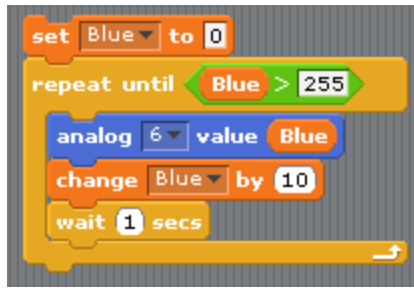 set Blue to 0
repeat until Blue > 255
analog 6 value Blue
change Blue by 10
wait 1 secs